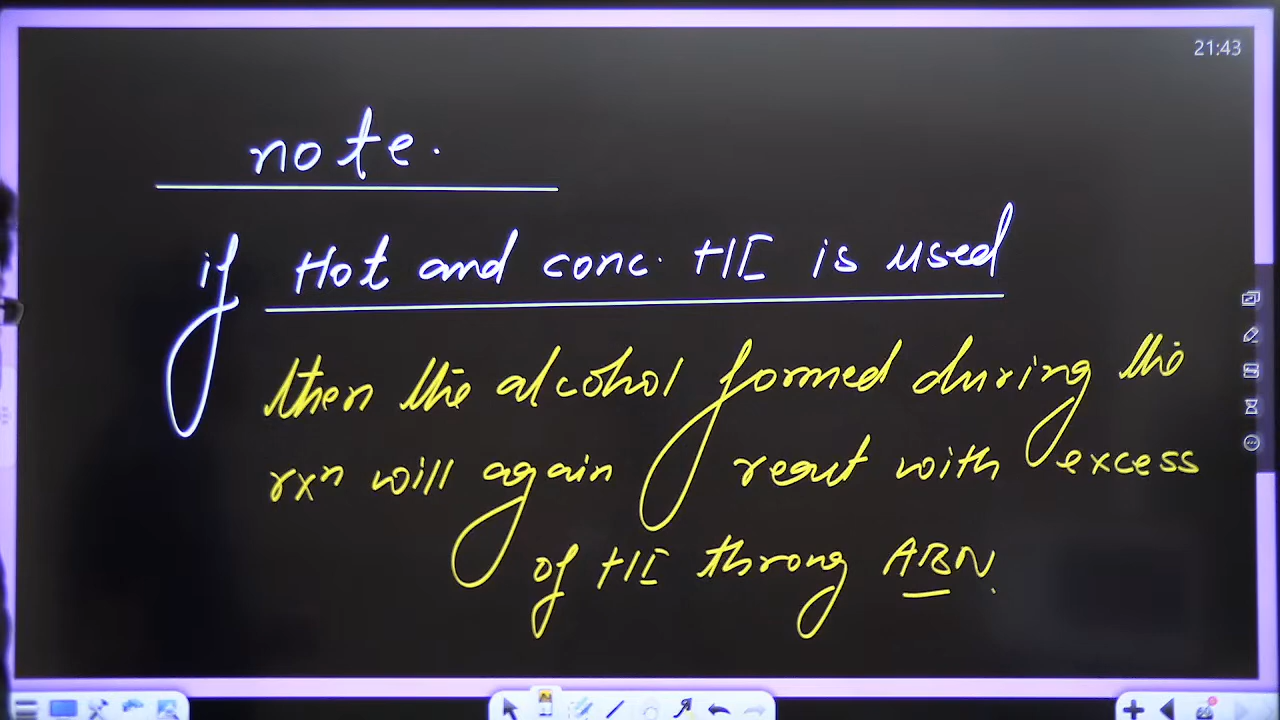 21:43
note.
if Hot and conc. HI is used
then the alcohol formed during the
rxn will again react with excess
of HI throng ABN.